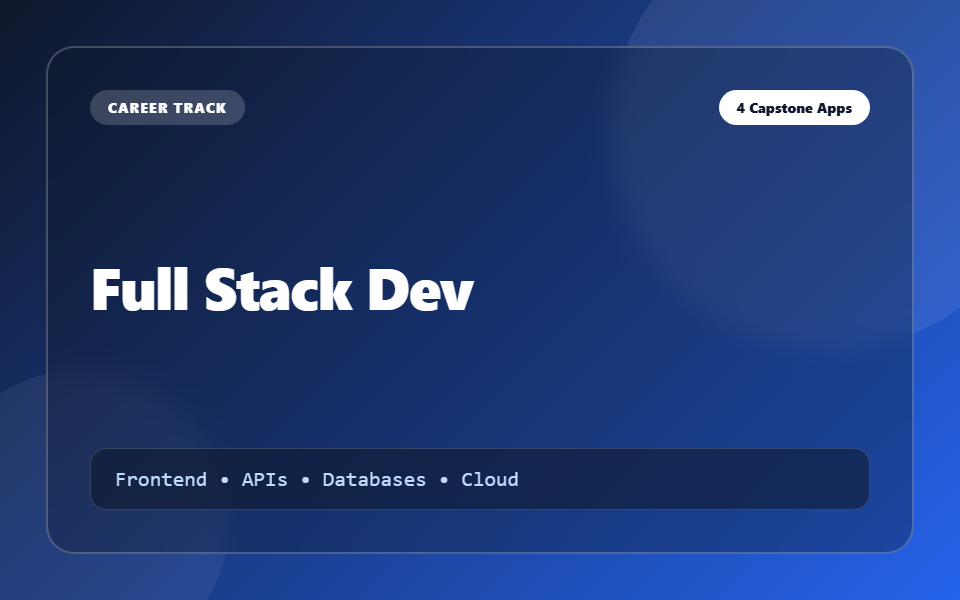 CAREER TRACK
4 Capstone Apps
Full Stack Dev
Frontend • APIs • Databases • Cloud